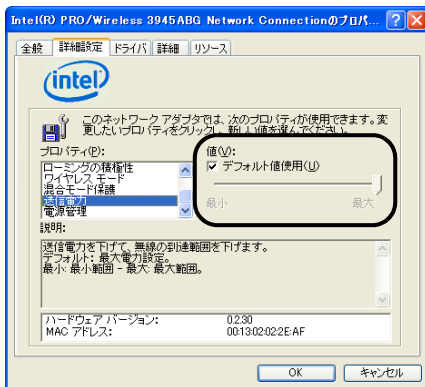 Intel(R) PRO/Wireless 3945ABG Network Connectionのプロパ...
全般 詳細設定 ドライバ 詳細 リソース
intel
このネットワーク アダプタでは、次のプロパティが使用できます。変
更したいプロパティをクリックし、新しい値を選んでください。
プロパティ(P):
ローミングの積極性
ワイヤレス モード
混合モード保護
送信電力
電源管理
値(V):
デフォルト値使用(U)
最小 最大
説明:
送信電力を下げて、無線の到達範囲を下げます。
デフォルト: 最大電力設定。
最小: 最小範囲 - 最大: 最大範囲。
ハードウェア バージョン: 0.2.30
MAC アドレス: 00:13:02:02:2E:AF
OK キャンセル